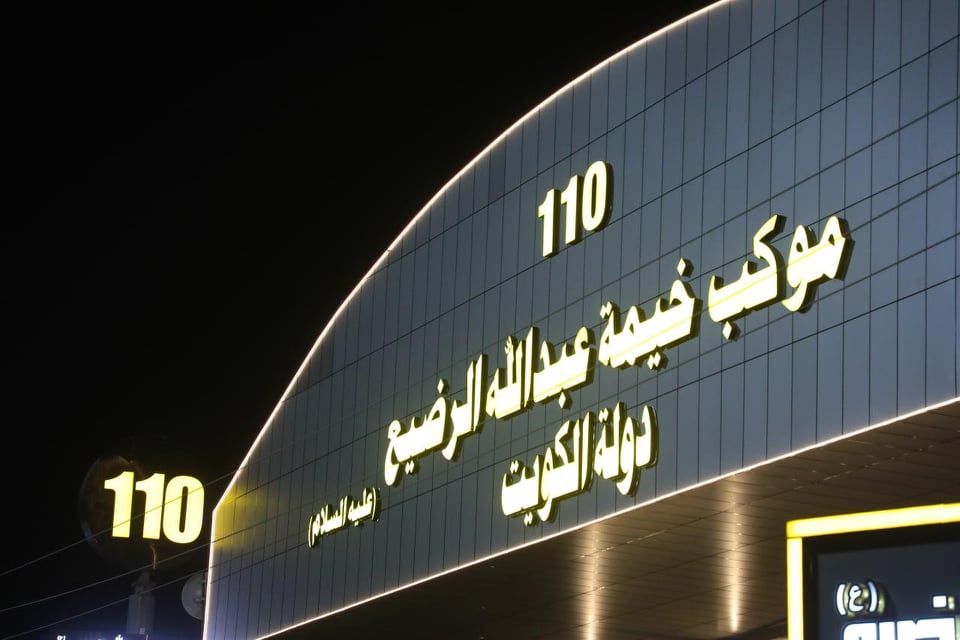 110
موكب خيمة عبدالله الرضيع
(عليه السلام)
دولة الكويت
110
(ع)